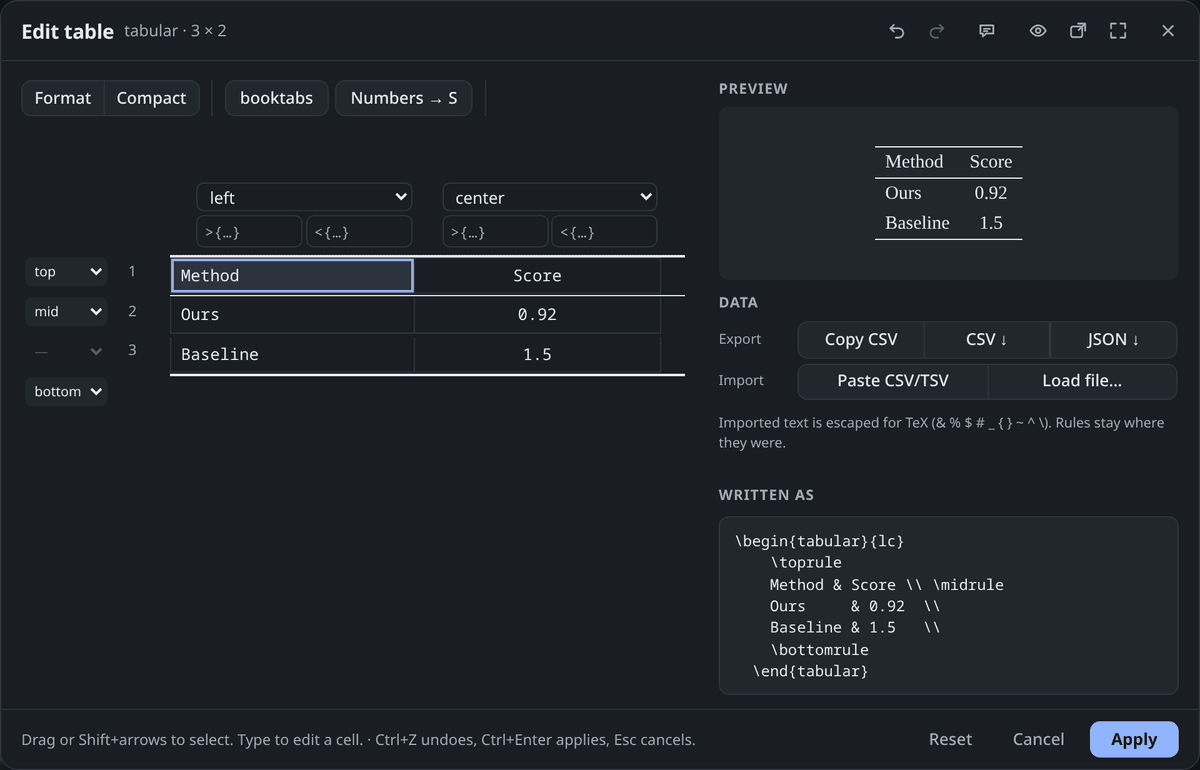 Edit table tabular · 3 × 2
Format Compact booktabs Numbers → S
left center
>{…} <{…} >{…} <{…}
top 1 Method Score
mid 2 Ours 0.92
— 3 Baseline 1.5
bottom
PREVIEW
Method Score
Ours 0.92
Baseline 1.5
DATA
Export Copy CSV CSV ↓ JSON ↓
Import Paste CSV/TSV Load file…
Imported text is escaped for TeX (& % $ # _ { } ~ ^ \). Rules stay where
they were.
WRITTEN AS
\begin{tabular}{lc}
    \toprule
    Method & Score \\ \midrule
    Ours     & 0.92  \\
    Baseline & 1.5   \\
    \bottomrule
  \end{tabular}
Drag or Shift+arrows to select. Type to edit a cell. · Ctrl+Z undoes, Ctrl+Enter applies, Esc cancels.
Reset Cancel Apply